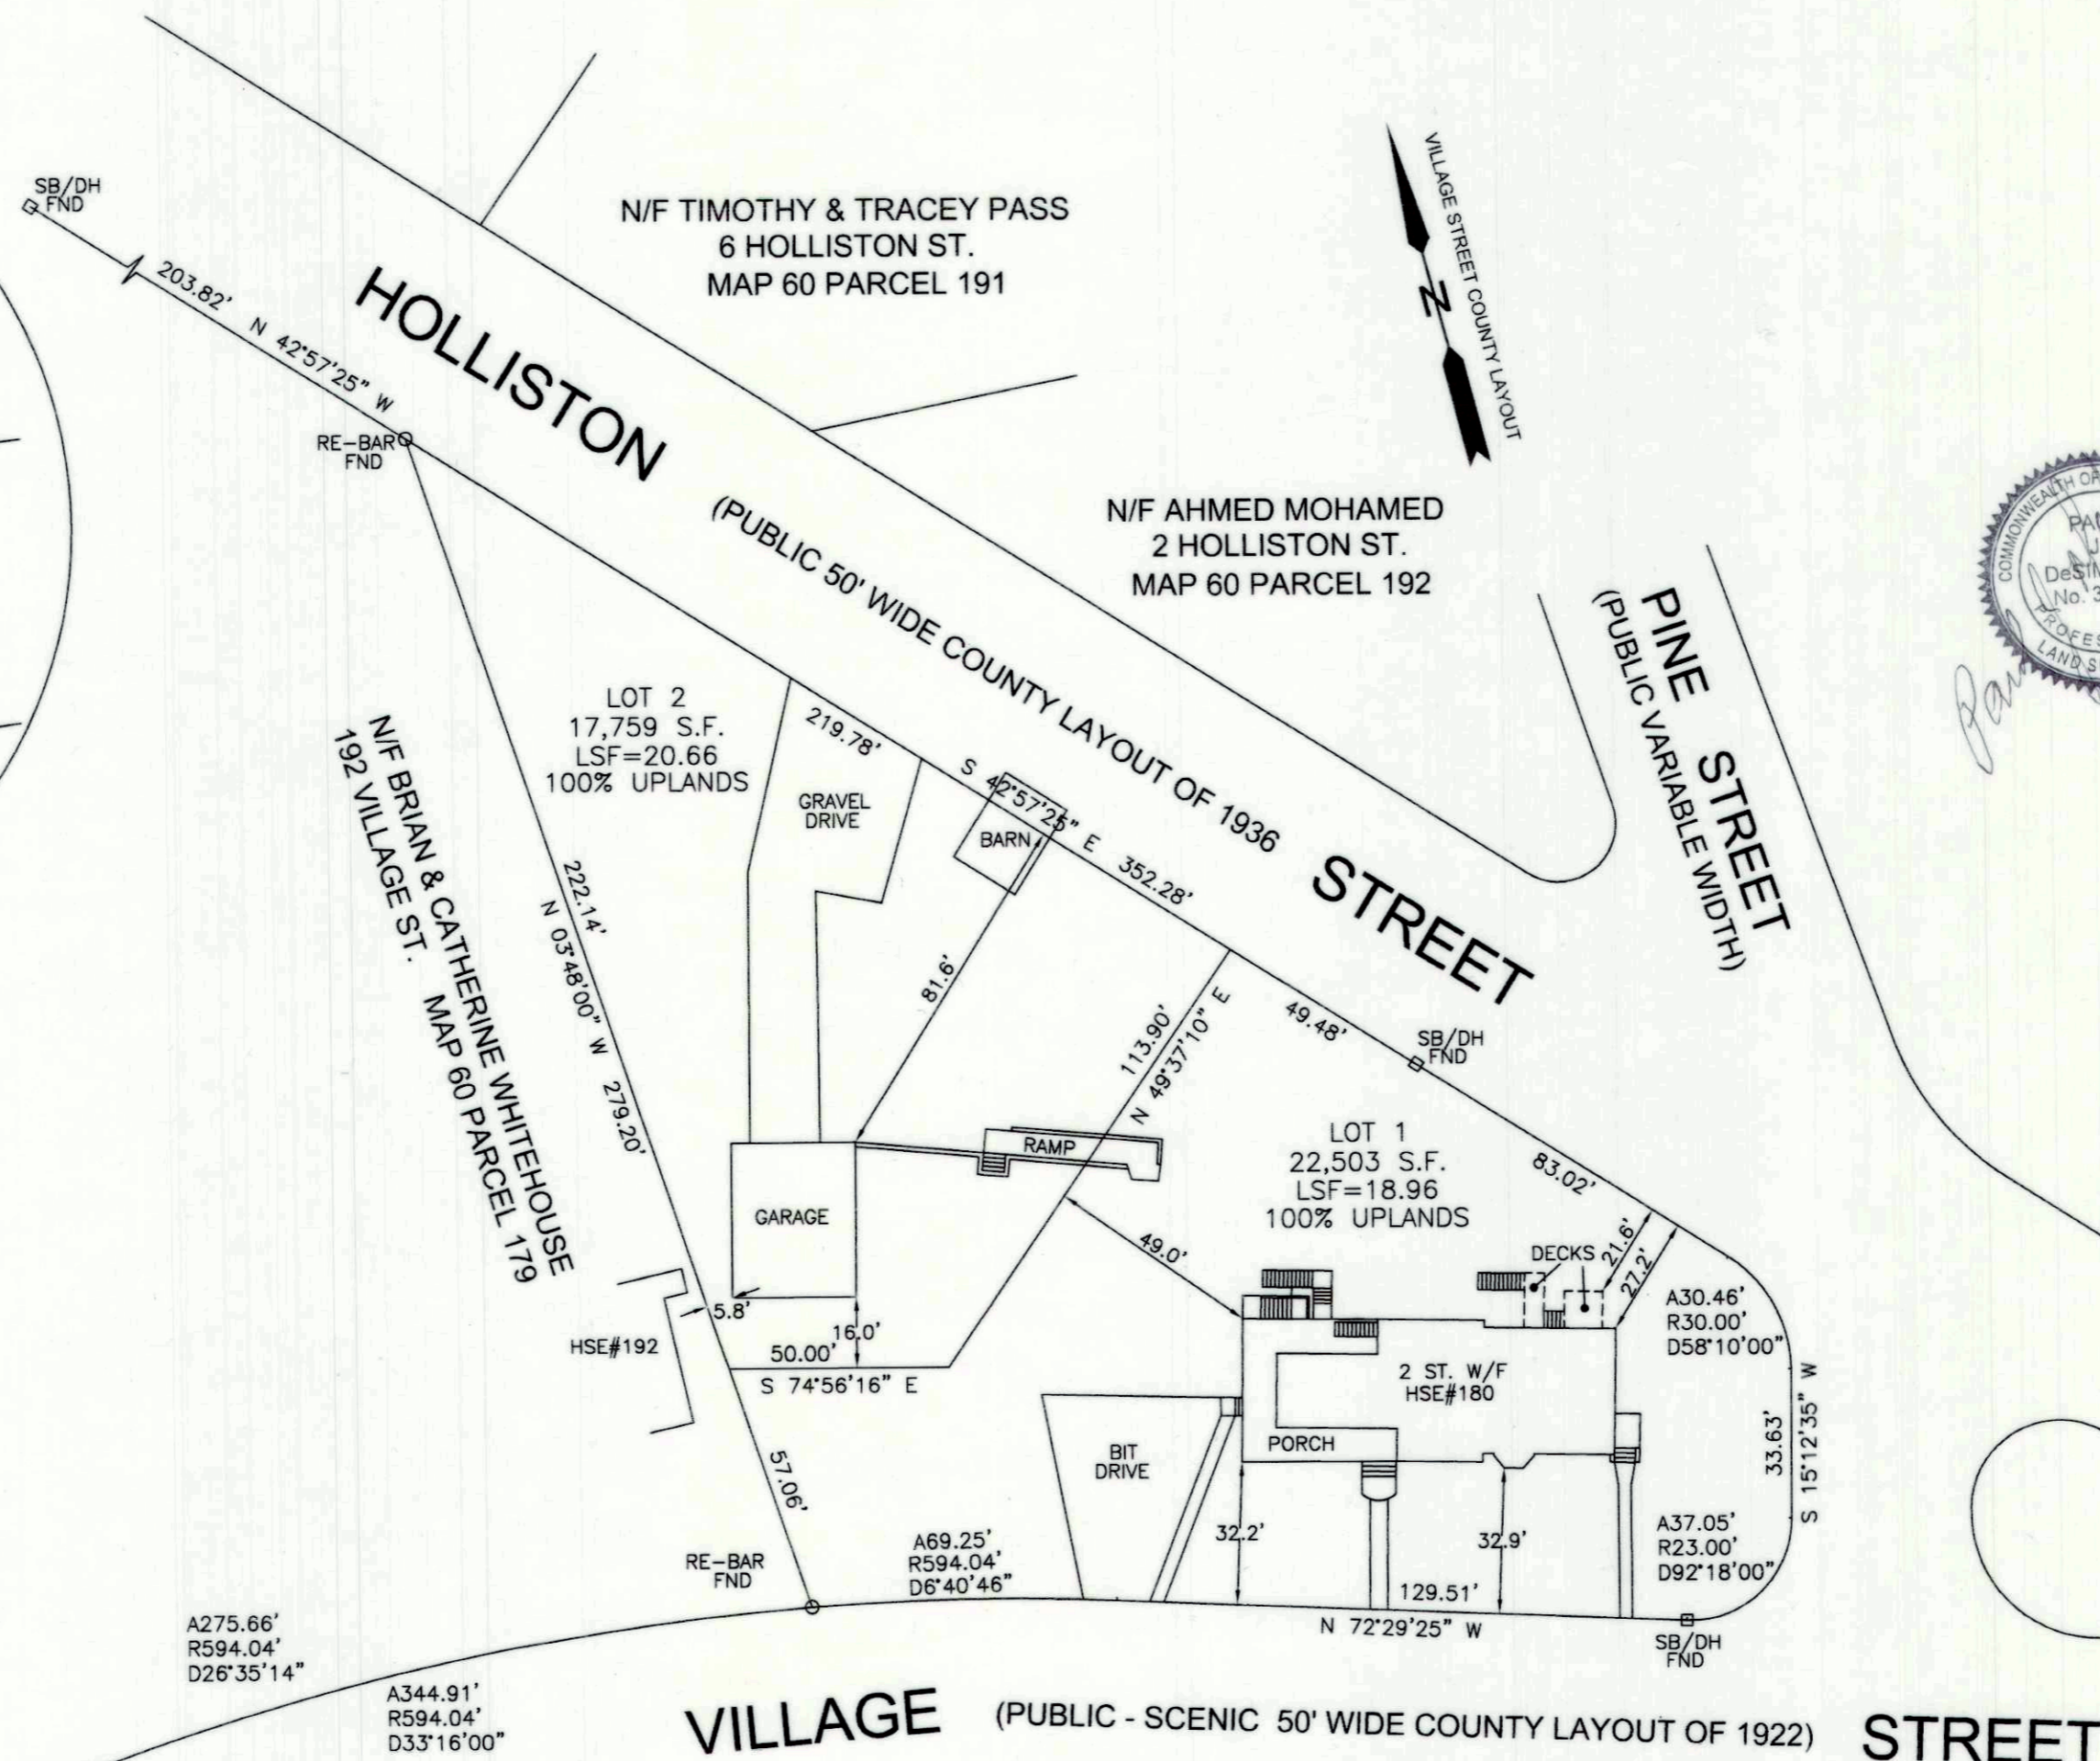 SB/DH
FND
203.82'
N 42°57'25" W
RE-BAR
FND
HOLLISTON
(PUBLIC 50' WIDE COUNTY LAYOUT OF 1936
STREET
N/F TIMOTHY & TRACEY PASS
6 HOLLISTON ST.
MAP 60 PARCEL 191
VILLAGE STREET COUNTY LAYOUT
N
N/F AHMED MOHAMED
2 HOLLISTON ST.
MAP 60 PARCEL 192
PINE STREET
(PUBLIC VARIABLE WIDTH)
COMMONWEALTH OF
No. 3
LAND S
LOT 2
17,759 S.F.
LSF=20.66
100% UPLANDS
N/F BRIAN & CATHERINE WHITEHOUSE
192 VILLAGE ST. MAP 60 PARCEL 179
219.78'
S 42°57'25" E 352.28'
GRAVEL
DRIVE
BARN
222.14'
N 03°48'00" W 279.20'
81.6'
113.90'
N 49°37'10" E
49.48'
SB/DH
FND
RAMP
LOT 1
22,503 S.F.
LSF=18.96
100% UPLANDS
83.02'
GARAGE
49.0'
DECKS
21.6'
27.2'
5.8'
16.0'
HSE#192
50.00'
S 74°56'16" E
A30.46'
R30.00'
D58°10'00"
2 ST. W/F
HSE#180
PORCH
BIT
DRIVE
33.63'
S 15°12'35" W
57.06'
RE-BAR
FND
A69.25'
R594.04'
D6°40'46"
32.2'
32.9'
A37.05'
R23.00'
D92°18'00"
129.51'
N 72°29'25" W
SB/DH
FND
A275.66'
R594.04'
D26°35'14"
A344.91'
R594.04'
D33°16'00"
VILLAGE (PUBLIC - SCENIC 50' WIDE COUNTY LAYOUT OF 1922) STREET